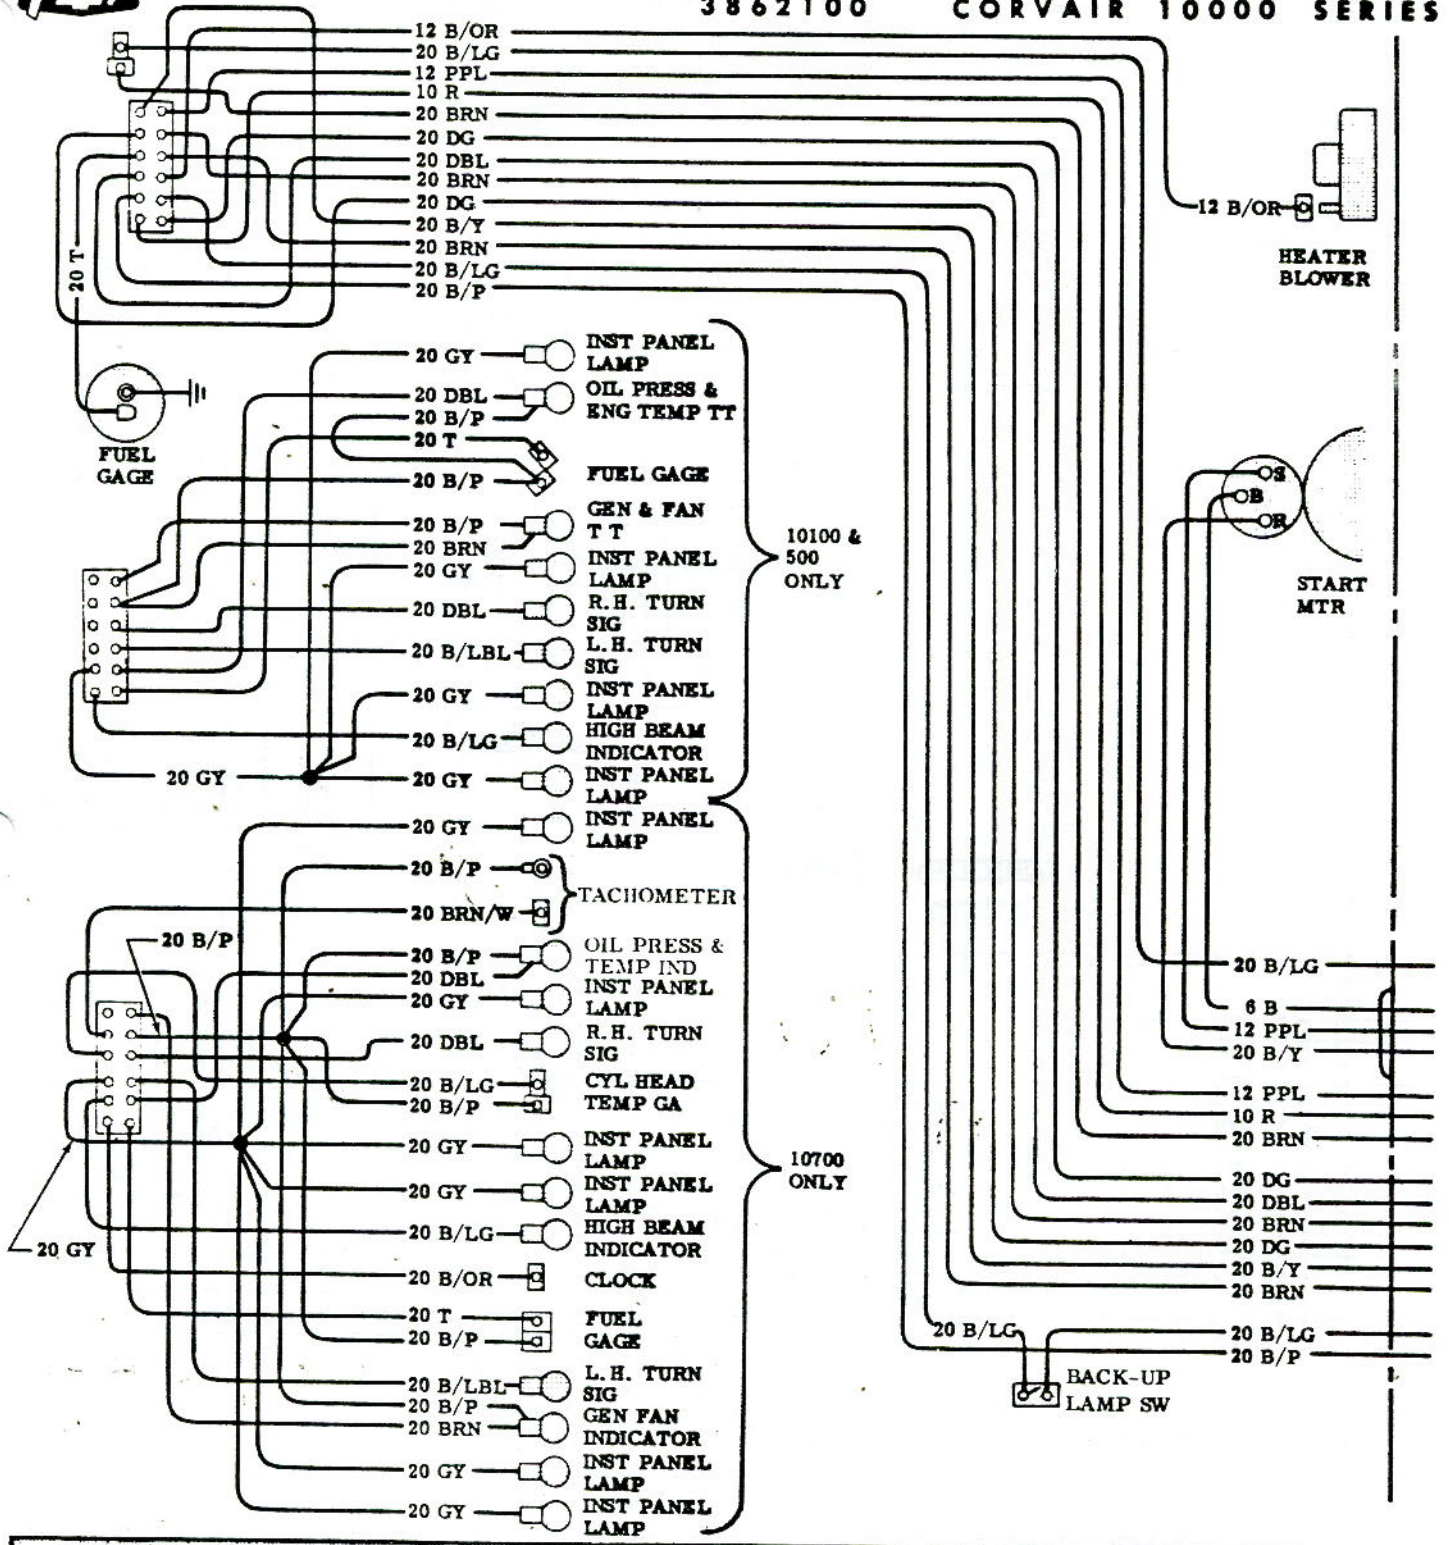 3862100 CORVAIR 10000 SERIES
12 B/OR
20 B/LG
12 PPL
10 R
20 BRN
20 DG
20 DBL
20 BRN
20 DG
20 B/Y
20 BRN
20 B/LG
20 B/P
20 T
FUEL
GAGE
12 B/OR
HEATER
BLOWER
S
B
R
START
MTR
20 GY
INST PANEL
LAMP
20 DBL
20 B/P
OIL PRESS &
ENG TEMP TT
20 T
20 B/P
FUEL GAGE
20 B/P
20 BRN
GEN & FAN
T T
20 GY
INST PANEL
LAMP
20 DBL
R.H. TURN
SIG
20 B/LBL
L.H. TURN
SIG
20 GY
INST PANEL
LAMP
20 B/LG
HIGH BEAM
INDICATOR
20 GY
20 GY
INST PANEL
LAMP
10100 &
500
ONLY
20 GY
INST PANEL
LAMP
20 B/P
20 BRN/W
TACHOMETER
20 B/P
20 B/P
20 DBL
OIL PRESS &
TEMP IND
20 GY
INST PANEL
LAMP
20 DBL
R.H. TURN
SIG
20 B/LG
20 B/P
CYL HEAD
TEMP GA
20 GY
INST PANEL
LAMP
20 GY
INST PANEL
LAMP
20 GY
20 B/LG
HIGH BEAM
INDICATOR
20 B/OR
CLOCK
20 T
20 B/P
FUEL
GAGE
20 B/LBL
L.H. TURN
SIG
20 B/P
20 BRN
GEN FAN
INDICATOR
20 GY
INST PANEL
LAMP
20 GY
INST PANEL
LAMP
10700
ONLY
20 B/LG
6 B
12 PPL
20 B/Y
12 PPL
10 R
20 BRN
20 DG
20 DBL
20 BRN
20 DG
20 B/Y
20 BRN
20 B/LG
20 B/LG
20 B/P
BACK-UP
LAMP SW